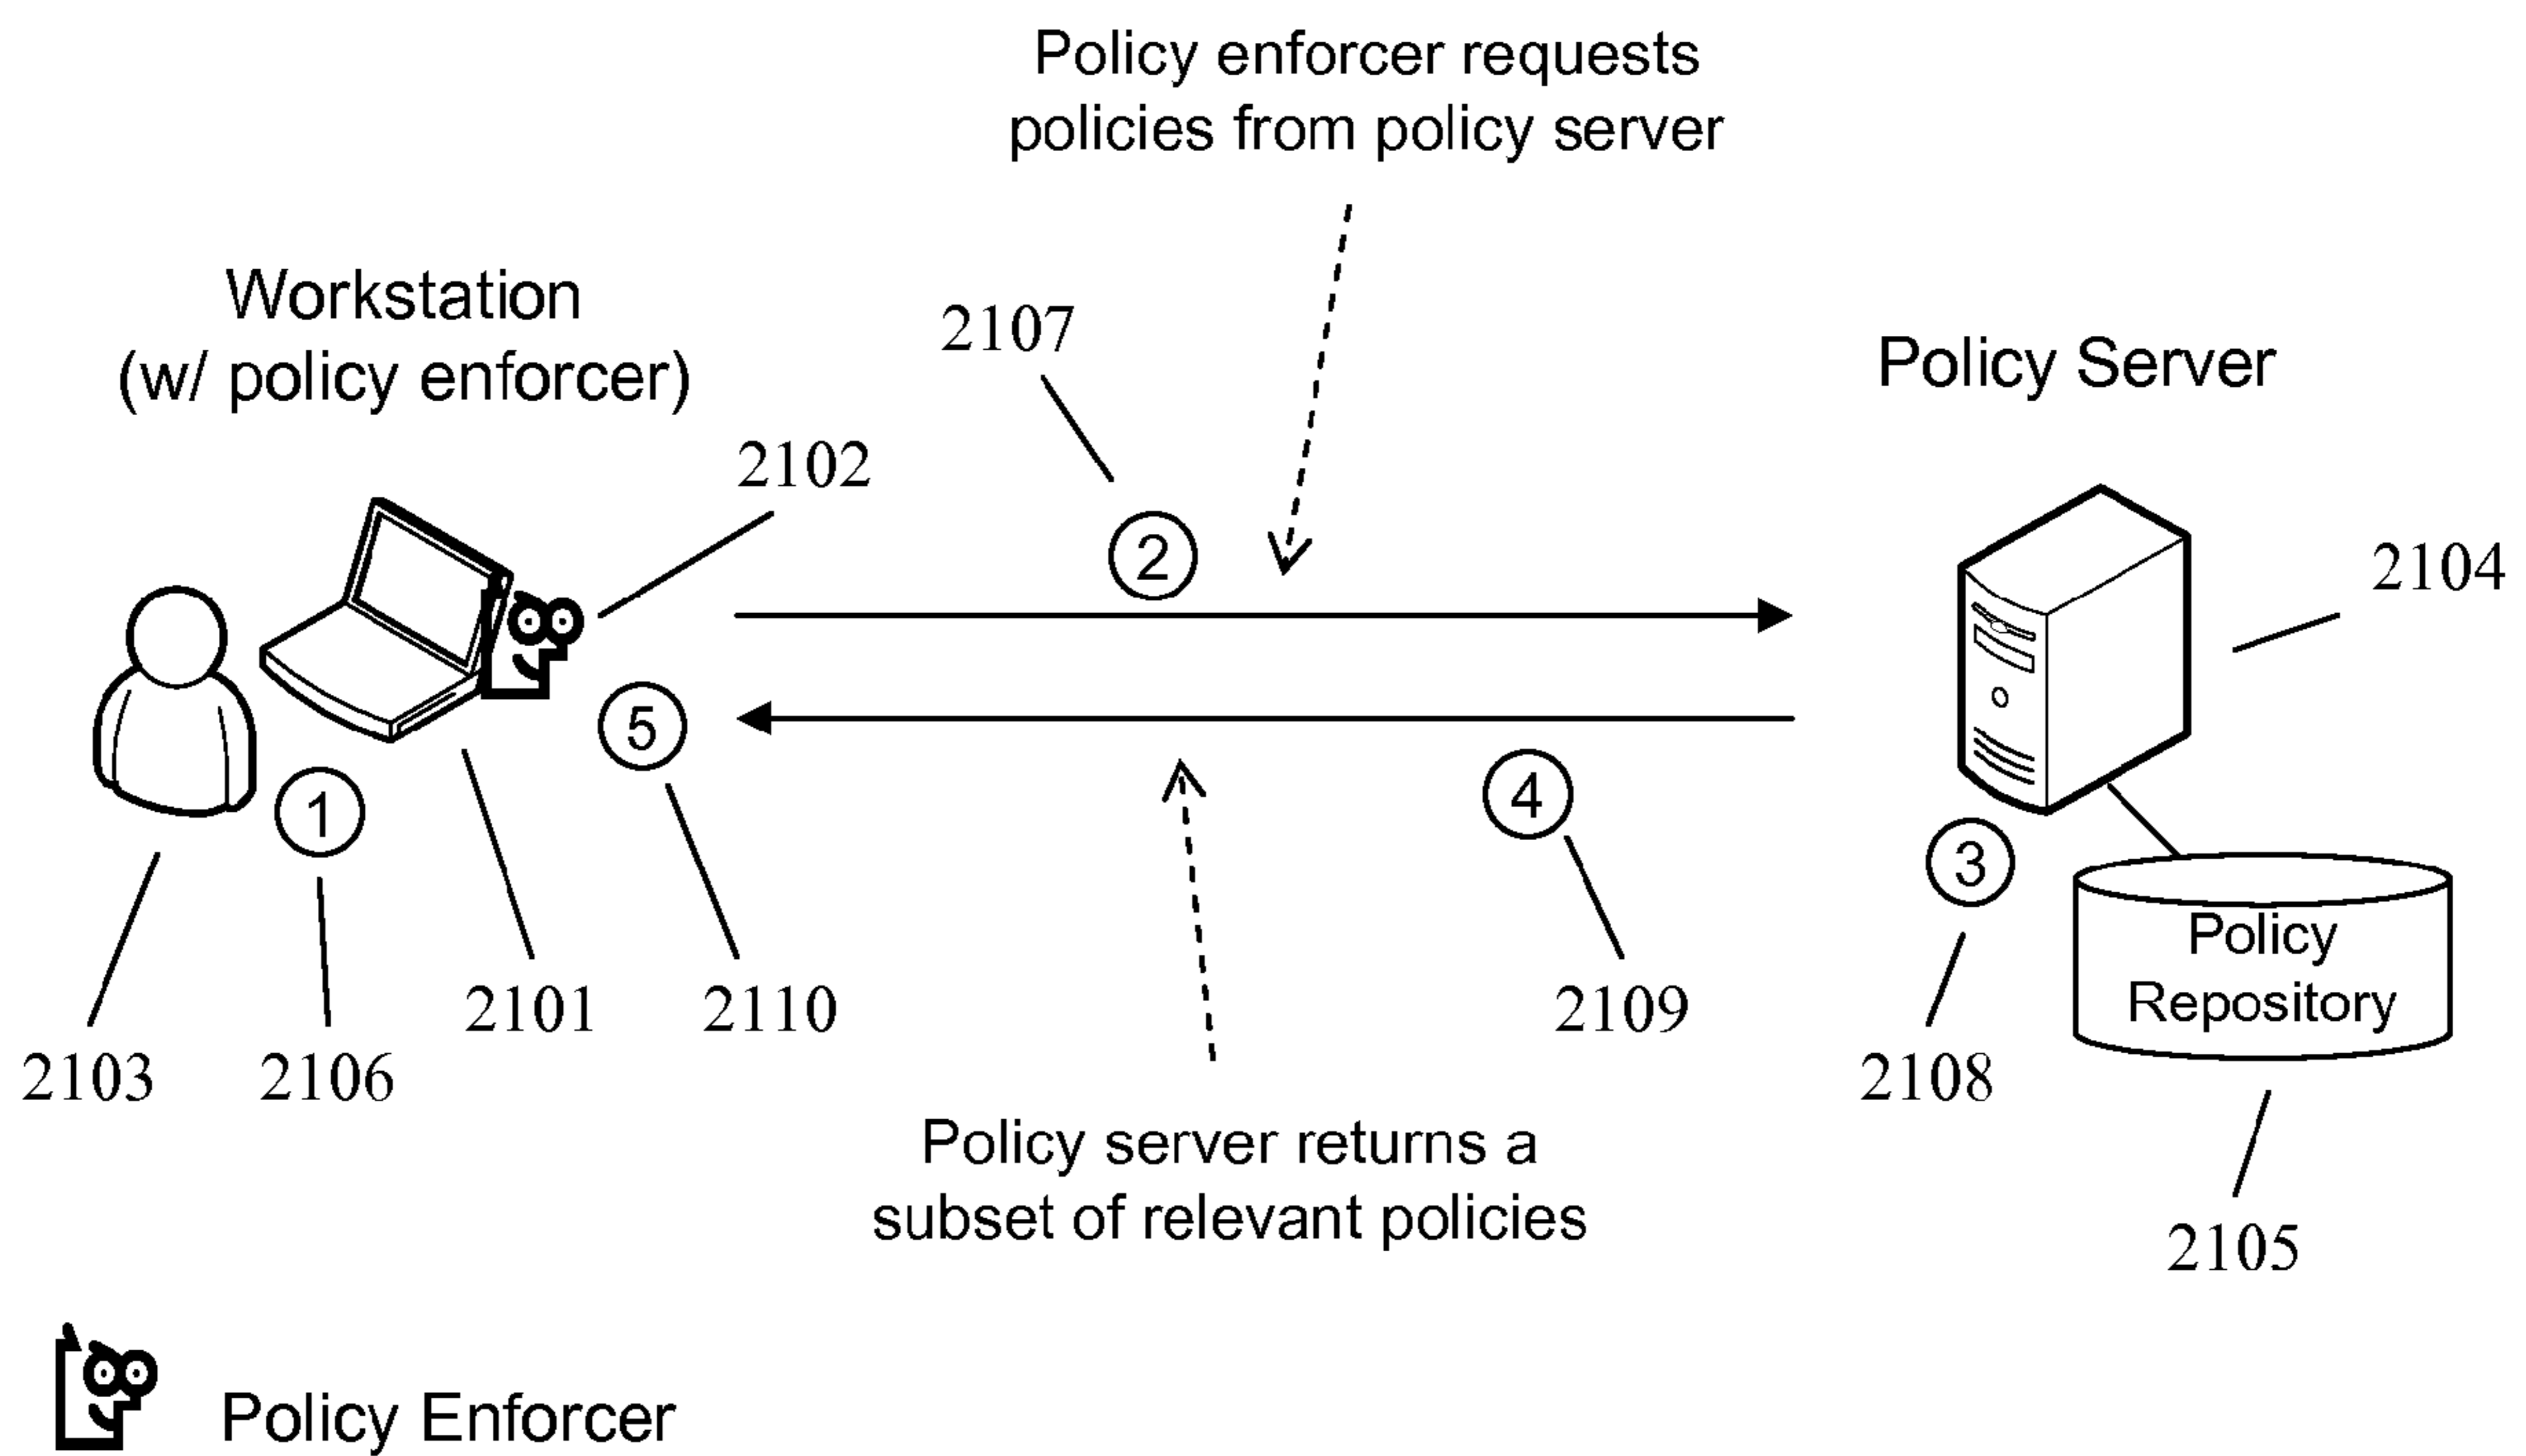 Policy enforcer requests
policies from policy server
Workstation
(w/ policy enforcer)
2107
Policy Server
2102
2
2104
5
4
1
3
Policy
Repository
2101
2110
2109
2103
2106
2108
Policy server returns a
subset of relevant policies
2105
Policy Enforcer